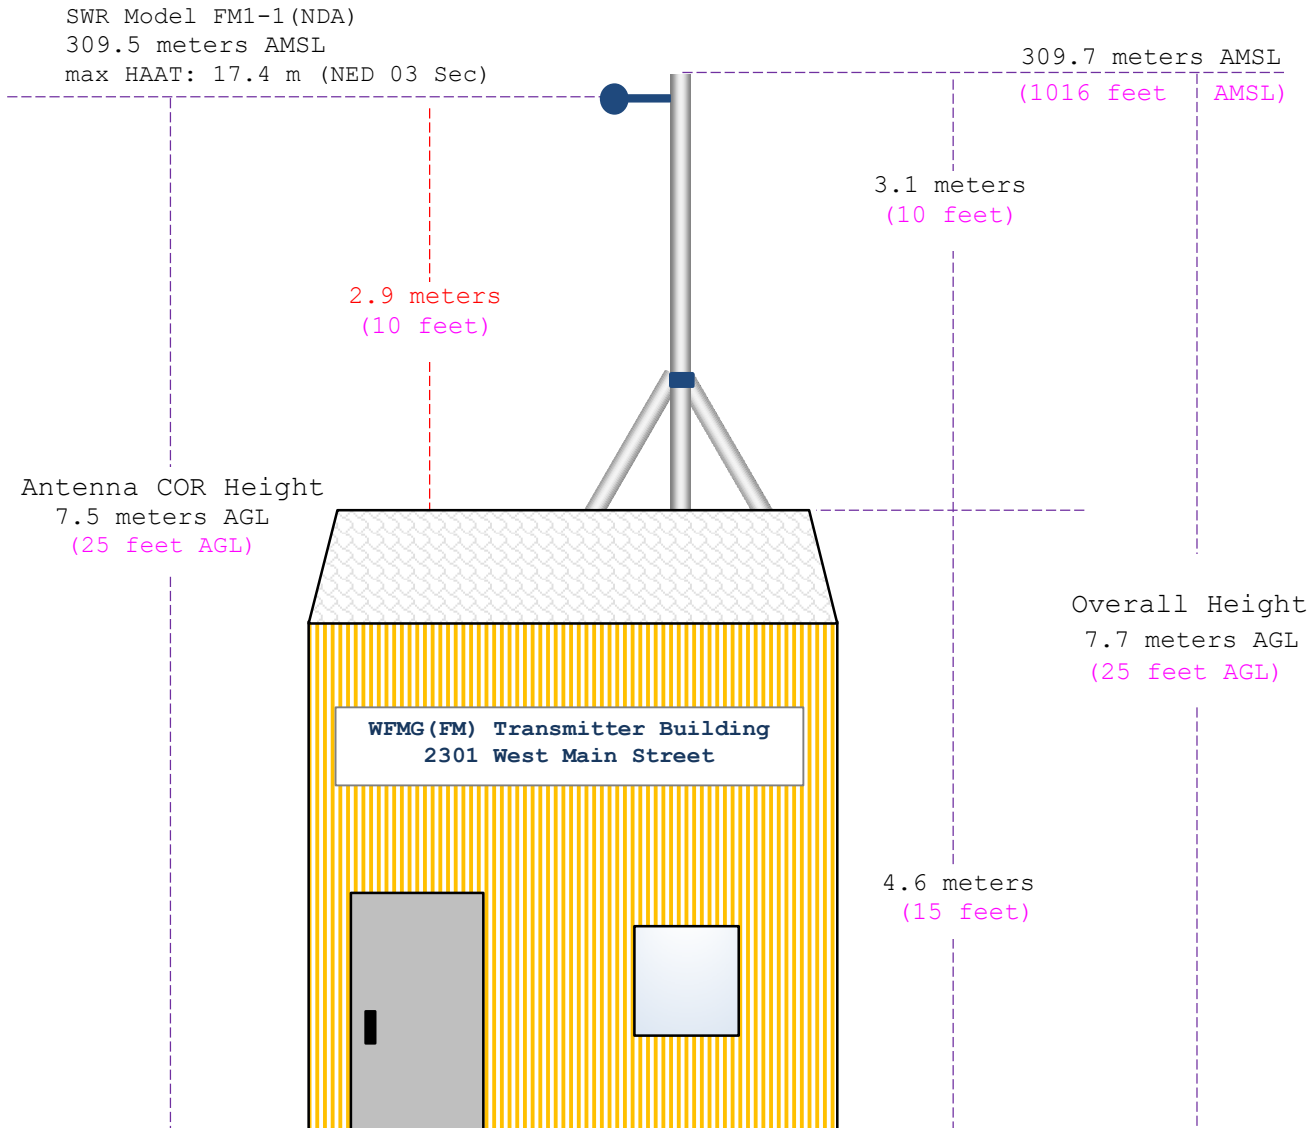 SWR Model FM1-1(NDA)
309.5 meters AMSL
max HAAT: 17.4 m (NED 03 Sec)
309.7 meters AMSL
(1016 feet AMSL)
3.1 meters
(10 feet)
2.9 meters
(10 feet)
Antenna COR Height
7.5 meters AGL
(25 feet AGL)
Overall Height
7.7 meters AGL
(25 feet AGL)
WFMG(FM) Transmitter Building
2301 West Main Street
4.6 meters
(15 feet)